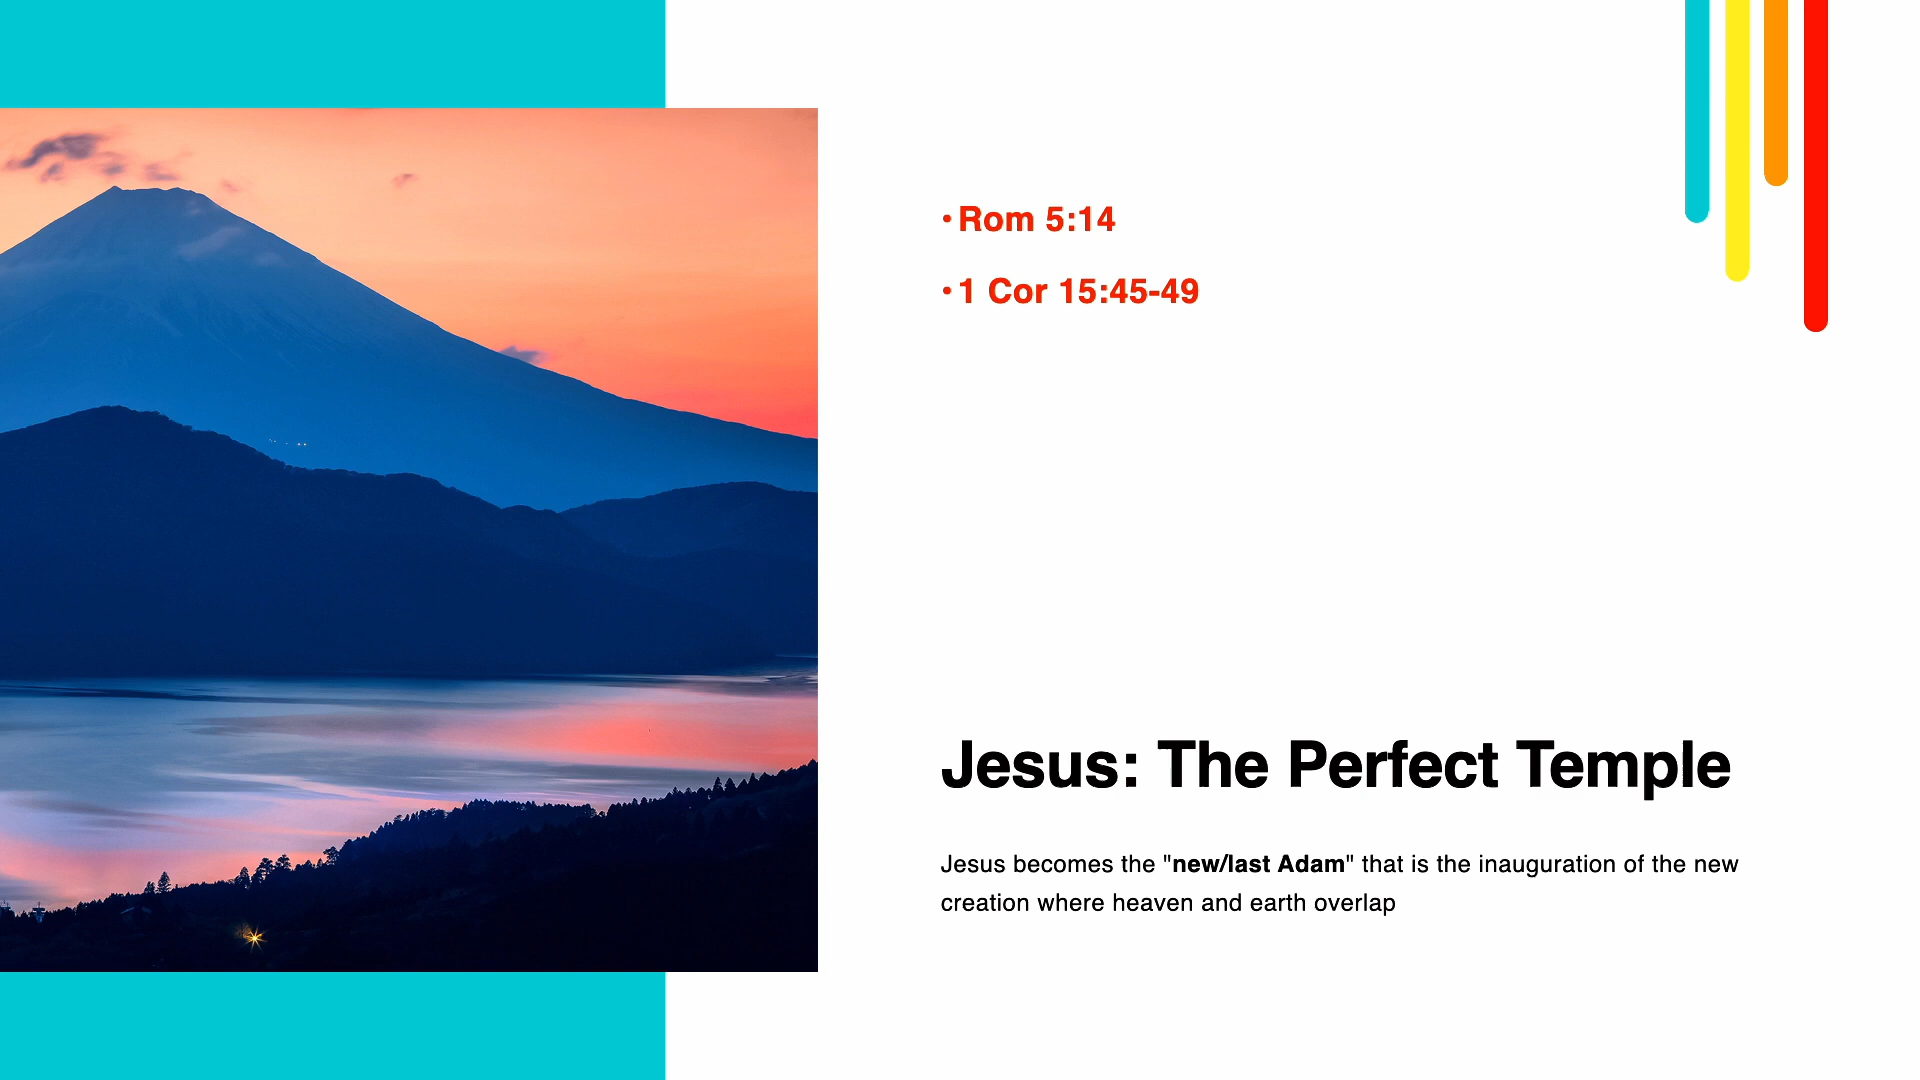 •Rom 5:14
•1 Cor 15:45-49
Jesus: The Perfect Temple
Jesus becomes the "new/last Adam" that is the inauguration of the new
creation where heaven and earth overlap